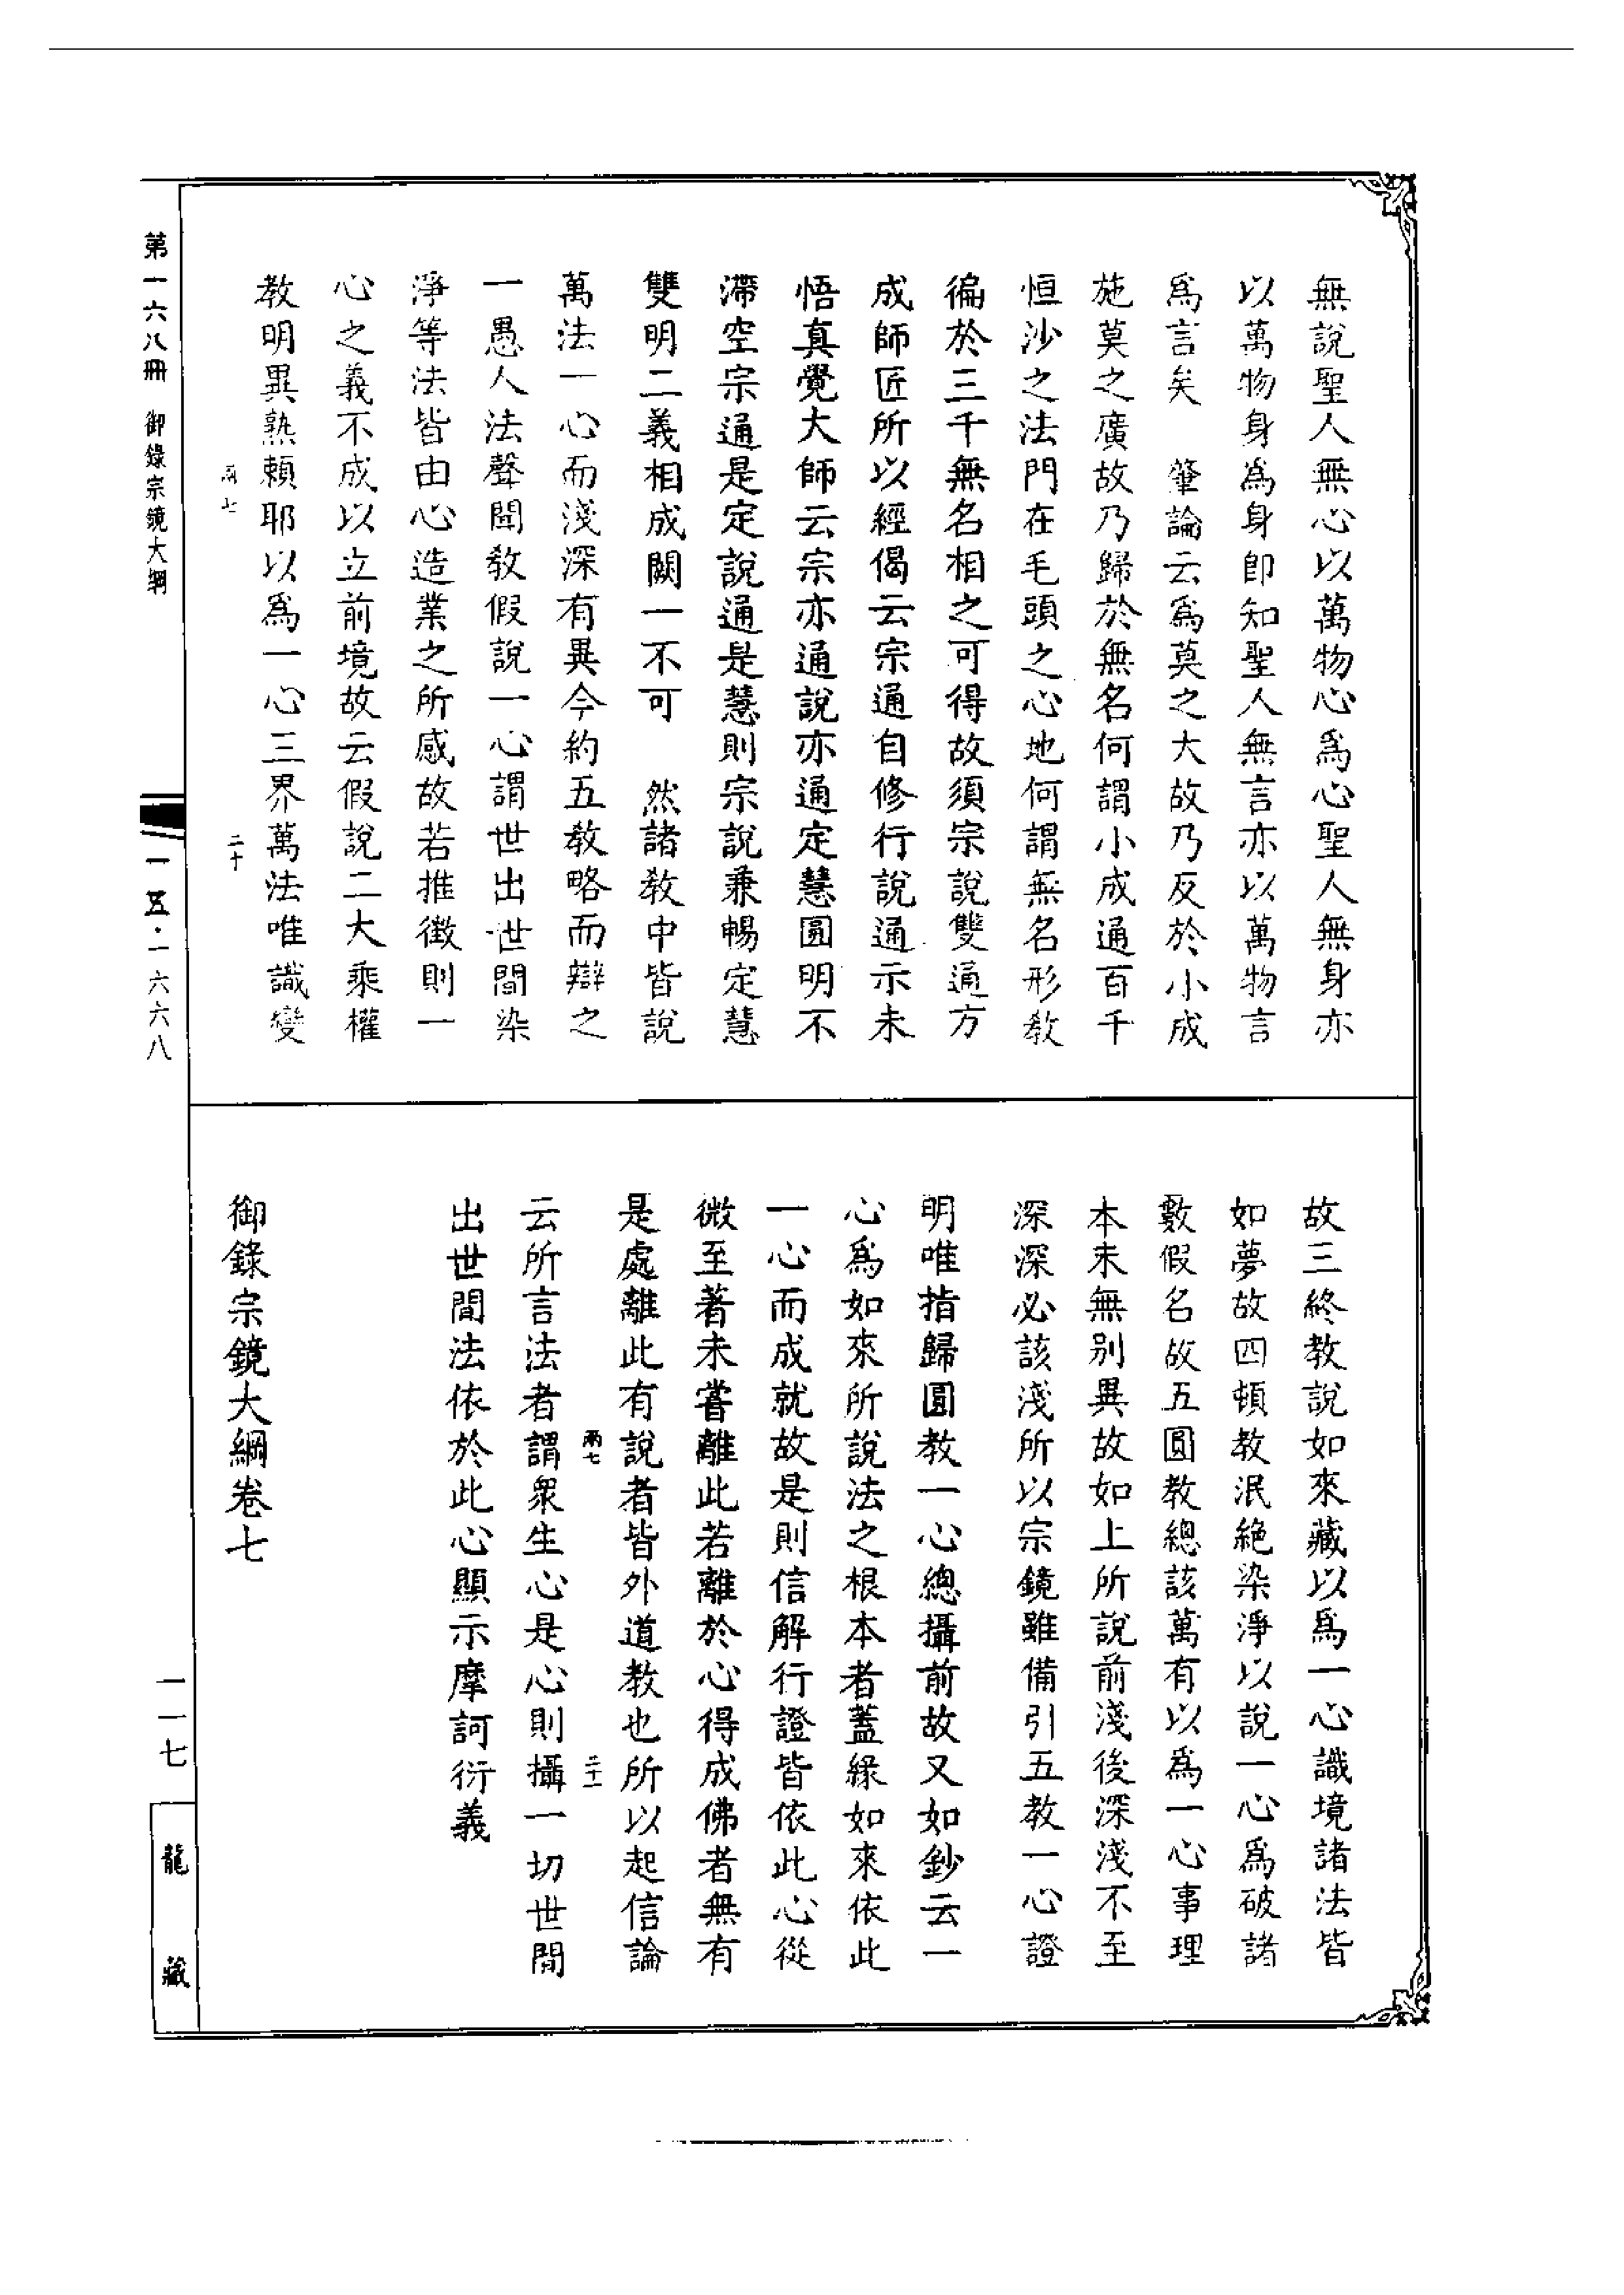 無說聖人無心以萬物心爲心聖人無身亦
以萬物身爲身即知聖人無言亦以萬物言
爲言矣　肇論云爲莫之大故乃反於小成
施莫之廣故乃歸於無名何謂小成通百千
恒沙之法門在毛頭之心地何謂無名形教
徧於三千無名相之可得故須宗說雙通方
成師匠所以經偈云宗通自修行說通示未
悟真覺大師云宗亦通說亦通定慧圓明不
滯空宗通是定說通是慧則宗說兼暢定慧
雙明二義相成闕一不可　然諸教中皆說
萬法一心而淺深有異今約五教略而辯之
一愚人法聲聞教假說一心謂世出世間染
淨等法皆由心造業之所感故若推徵則一
心之義不成以立前境故云假說二大乘權
教明異熟賴耶以爲一心三界萬法唯識變
兩七
二十
故三終教說如來藏以爲一心識境諸法皆
如夢故四頓教泯絕染淨以說一心爲破諸
數假名故五圓教總該萬有以爲一心事理
本末無別異故如上所說前淺後深淺不至
深深必該淺所以宗鏡雖備引五教一心證
明唯指歸圓教一心總攝前故又如鈔云一
心爲如來所說法之根本者蓋緣如來依此
一心而成就故是則信解行證皆依此心從
微至著未嘗離此若離於心得成佛者無有
是處離此有說者皆外道教也所以起信論
兩七
二十一
云所言法者謂衆生心是心則攝一切世間
出世間法依於此心顯示摩訶衍義
御錄宗鏡大綱卷七
第一六八冊　御錄宗鏡大綱
一五·一六六八
一一七
龍藏